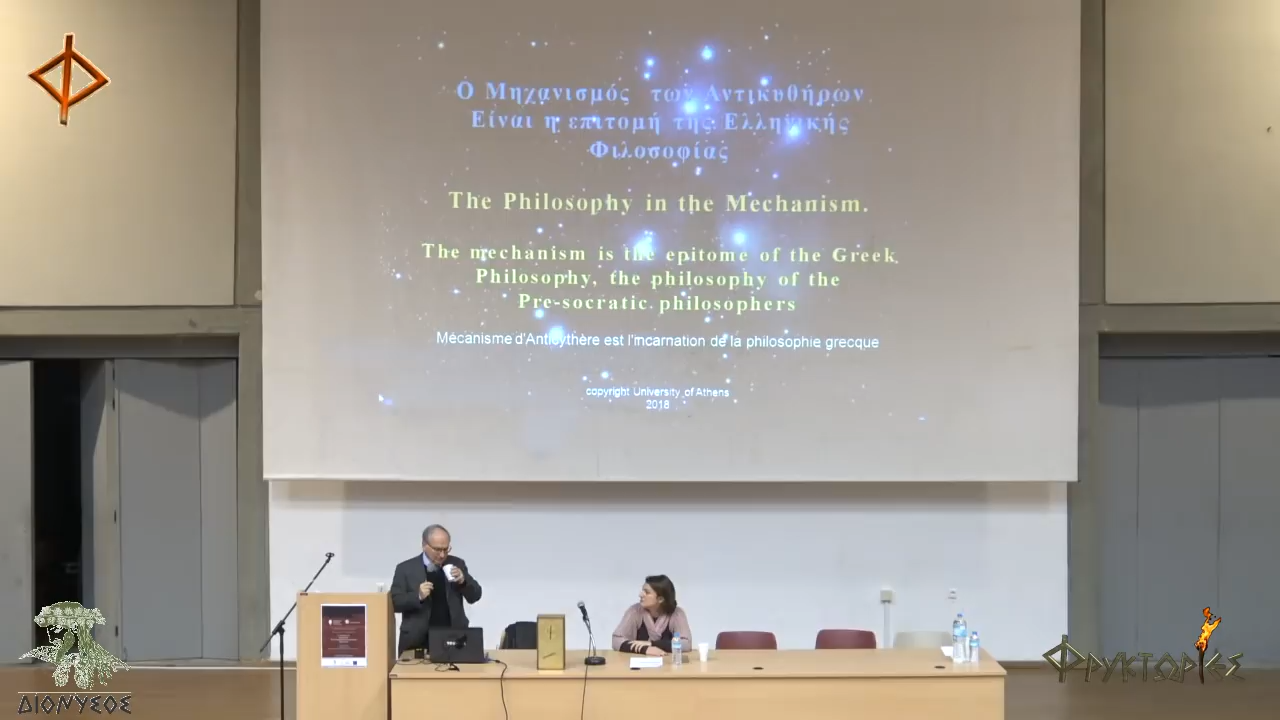 Ο Μηχανισμός των Αντικυθήρων
Είναι η επιτομή της Ελληνικής
Φιλοσοφίας
The Philosophy in the Mechanism.
The mechanism is the epitome of the Greek
Philosophy, the philosophy of the
Pre-socratic philosophers
Mécanisme d'Anticythère est l'incarnation de la philosophie grecque
copyright University of Athens
2018
ΔΙΟΝΥΣΟΣ
ΦΡΥΚΤΩΡΙΕΣ